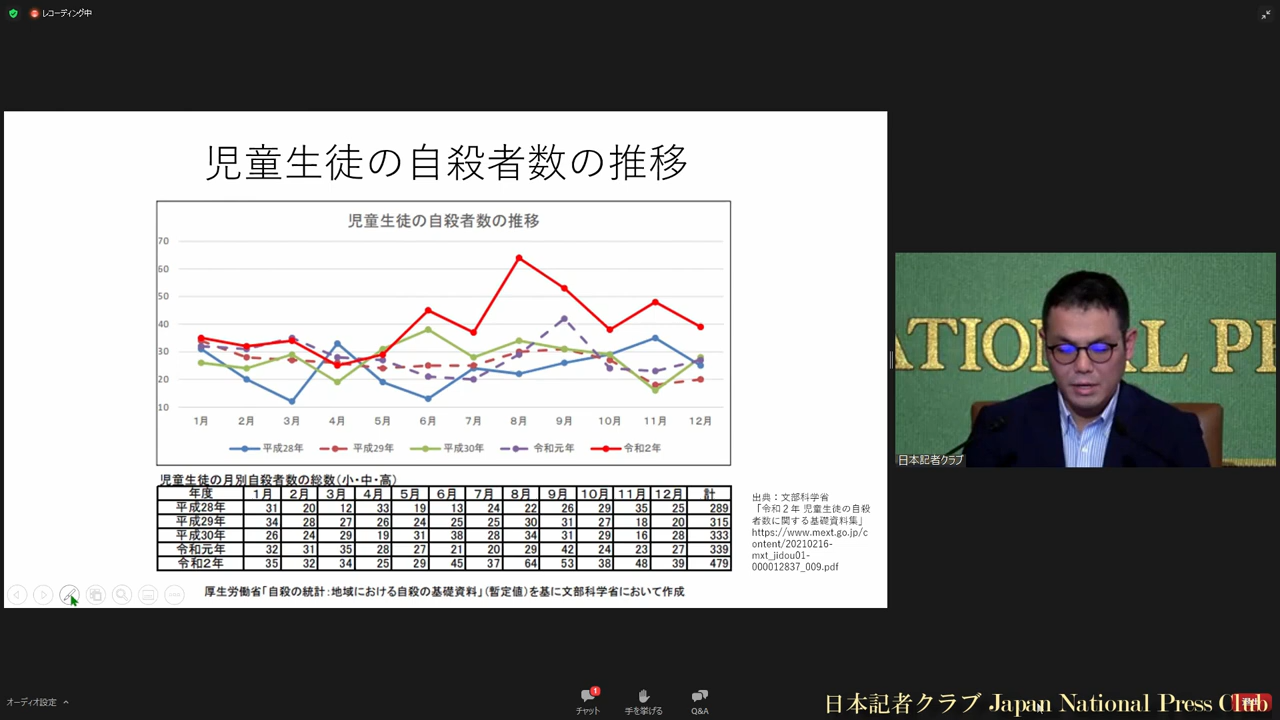 レコーディング中
児童生徒の自殺者数の推移
児童生徒の自殺者数の推移
70
60
50
40
30
20
10
1月 2月 3月 4月 5月 6月 7月 8月 9月 10月 11月 12月
平成28年 平成29年 平成30年 令和元年 令和2年
児童生徒の月別自殺者数の総数(小・中・高)
年度 1月 2月 3月 4月 5月 6月 7月 8月 9月 10月 11月 12月 計
平成28年 31 20 12 33 19 13 24 22 26 29 35 25 289
平成29年 34 28 27 26 24 25 25 30 31 27 18 20 315
平成30年 26 24 29 19 31 38 28 34 31 29 16 28 333
令和元年 32 31 35 28 27 21 20 29 42 24 23 27 339
令和2年 35 32 34 25 29 45 37 64 53 38 48 39 479
厚生労働省「自殺の統計:地域における自殺の基礎資料」(暫定値)を基に文部科学省において作成
出典:文部科学省
「令和2年 児童生徒の自殺
者数に関する基礎資料集」
https://www.mext.go.jp/c
ontent/20210216-
mxt_jidou01-
000012837_009.pdf
ATIONAL PRE
日本記者クラブ
オーディオ設定
1
チャット
手を挙げる
Q&A
日本記者クラブ Japan National Press Club